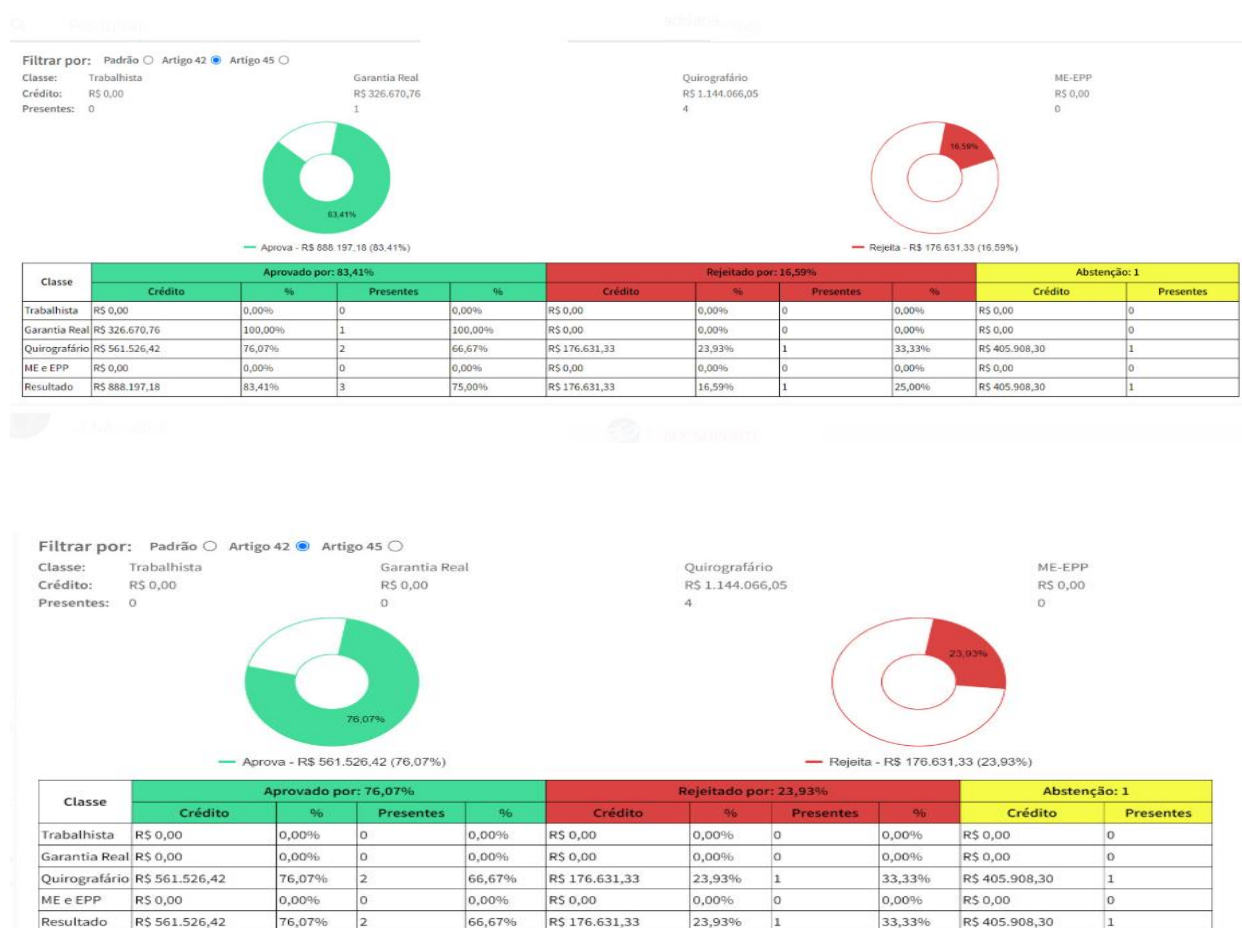 Filtrar por: Padrão Artigo 42 Artigo 45
Classe: Trabalhista Garantia Real Quirografário ME-EPP
Crédito: R$ 0,00 R$ 326.670,76 R$ 1.144.066,05 R$ 0,00
Presentes: 0 1 4 0
83,41% 16,59%
Aprova - R$ 888.197,18 (83,41%) Rejeita - R$ 176.631,33 (16,59%)
Classe Aprovado por: 83,41% Rejeitado por: 16,59% Abstenção: 1
Crédito % Presentes % Crédito % Presentes % Crédito Presentes
Trabalhista R$ 0,00 0,00% 0 0,00% R$ 0,00 0,00% 0 0,00% R$ 0,00 0
Garantia Real R$ 326.670,76 100,00% 1 100,00% R$ 0,00 0,00% 0 0,00% R$ 0,00 0
Quirografário R$ 561.526,42 76,07% 2 66,67% R$ 176.631,33 23,93% 1 33,33% R$ 405.908,30 1
ME e EPP R$ 0,00 0,00% 0 0,00% R$ 0,00 0,00% 0 0,00% R$ 0,00 0
Resultado R$ 888.197,18 83,41% 3 75,00% R$ 176.631,33 16,59% 1 25,00% R$ 405.908,30 1
Filtrar por: Padrão Artigo 42 Artigo 45
Classe: Trabalhista Garantia Real Quirografário ME-EPP
Crédito: R$ 0,00 R$ 0,00 R$ 1.144.066,05 R$ 0,00
Presentes: 0 0 4 0
76,07% 23,93%
Aprova - R$ 561.526,42 (76,07%) Rejeita - R$ 176.631,33 (23,93%)
Classe Aprovado por: 76,07% Rejeitado por: 23,93% Abstenção: 1
Crédito % Presentes % Crédito % Presentes % Crédito Presentes
Trabalhista R$ 0,00 0,00% 0 0,00% R$ 0,00 0,00% 0 0,00% R$ 0,00 0
Garantia Real R$ 0,00 0,00% 0 0,00% R$ 0,00 0,00% 0 0,00% R$ 0,00 0
Quirografário R$ 561.526,42 76,07% 2 66,67% R$ 176.631,33 23,93% 1 33,33% R$ 405.908,30 1
ME e EPP R$ 0,00 0,00% 0 0,00% R$ 0,00 0,00% 0 0,00% R$ 0,00 0
Resultado R$ 561.526,42 76,07% 2 66,67% R$ 176.631,33 23,93% 1 33,33% R$ 405.908,30 1